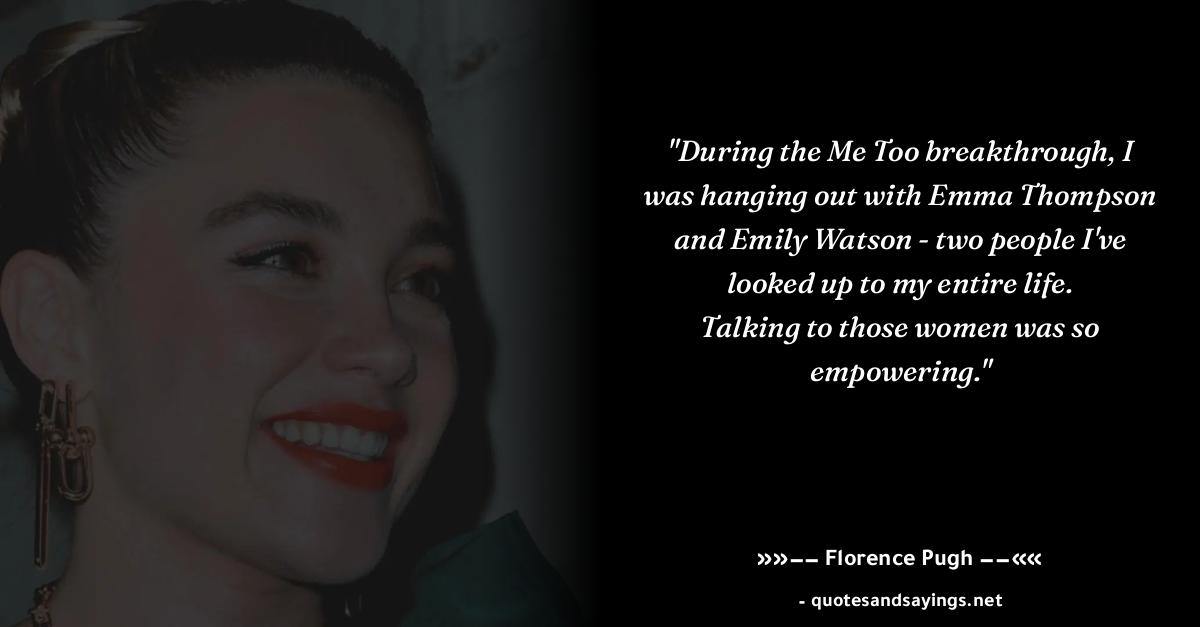 "During the Me Too breakthrough, I
was hanging out with Emma Thompson
and Emily Watson - two people I've
looked up to my entire life.
Talking to those women was so
empowering."
»»−− Florence Pugh −−««
- quotesandsayings.net